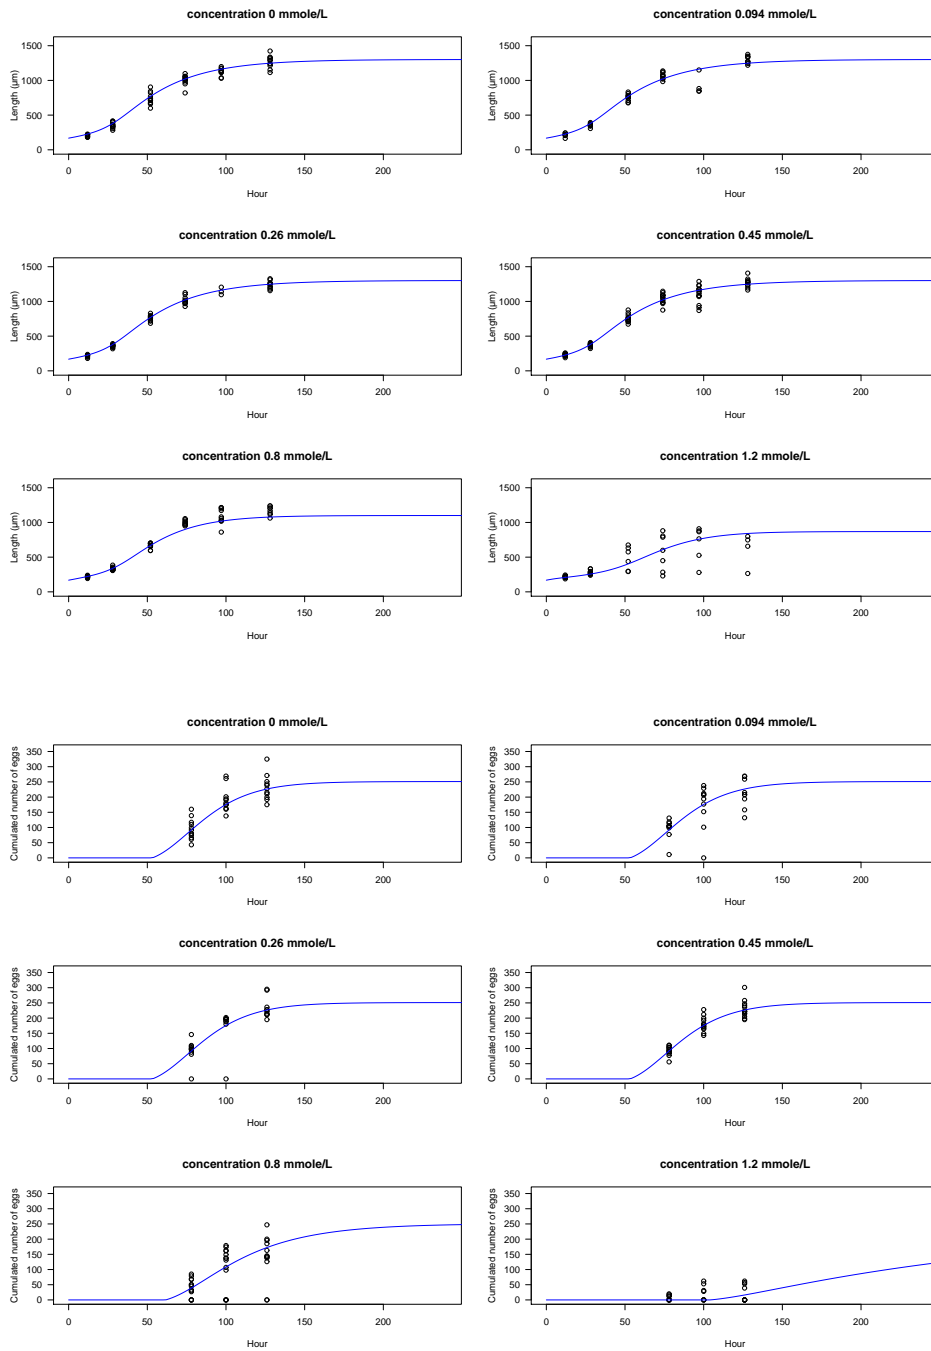 concentration 0 mmole/L
concentration 0.094 mmole/L
Length (µm)
1500
1000
500
0
0 50 100 150 200
Hour
Length (µm)
1500
1000
500
0
0 50 100 150 200
Hour
concentration 0.26 mmole/L
concentration 0.45 mmole/L
Length (µm)
1500
1000
500
0
0 50 100 150 200
Hour
Length (µm)
1500
1000
500
0
0 50 100 150 200
Hour
concentration 0.8 mmole/L
concentration 1.2 mmole/L
Length (µm)
1500
1000
500
0
0 50 100 150 200
Hour
Length (µm)
1500
1000
500
0
0 50 100 150 200
Hour
concentration 0 mmole/L
concentration 0.094 mmole/L
Cumulated number of eggs
350
300
250
200
150
100
50
0
0 50 100 150 200
Hour
Cumulated number of eggs
350
300
250
200
150
100
50
0
0 50 100 150 200
Hour
concentration 0.26 mmole/L
concentration 0.45 mmole/L
Cumulated number of eggs
350
300
250
200
150
100
50
0
0 50 100 150 200
Hour
Cumulated number of eggs
350
300
250
200
150
100
50
0
0 50 100 150 200
Hour
concentration 0.8 mmole/L
concentration 1.2 mmole/L
Cumulated number of eggs
350
300
250
200
150
100
50
0
0 50 100 150 200
Hour
Cumulated number of eggs
350
300
250
200
150
100
50
0
0 50 100 150 200
Hour